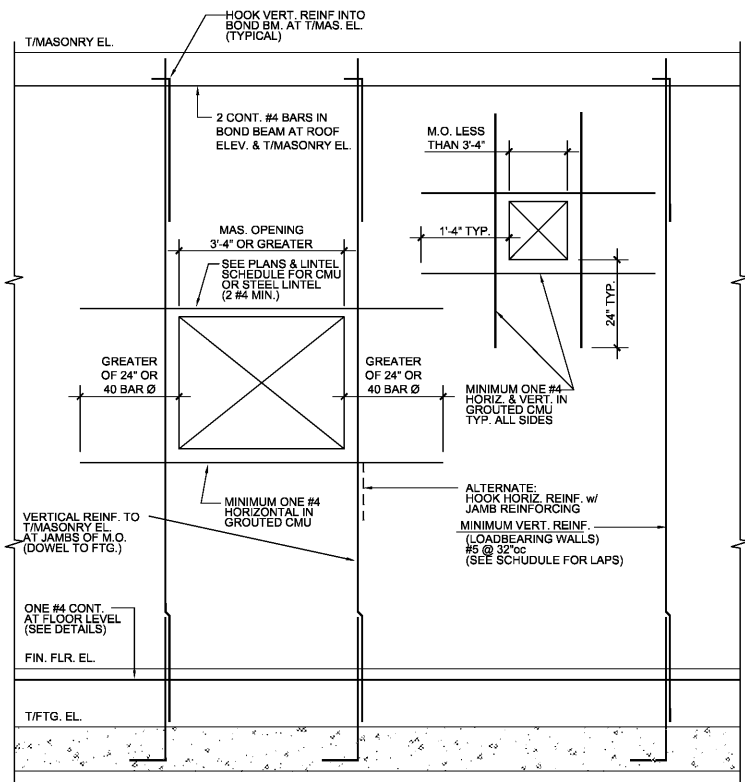 HOOK VERT. REINF INTO
BOND BM. AT T/MAS. EL.
(TYPICAL)
T/MASONRY EL.
2 CONT. #4 BARS IN
BOND BEAM AT ROOF
ELEV. & T/MASONRY EL.
M.O. LESS
THAN 3'-4"
1'-4" TYP.
24" TYP.
MAS. OPENING
3'-4" OR GREATER
SEE PLANS & LINTEL
SCHEDULE FOR CMU
OR STEEL LINTEL
(2 #4 MIN.)
GREATER
OF 24" OR
40 BAR Ø
GREATER
OF 24" OR
40 BAR Ø
MINIMUM ONE #4
HORIZ. & VERT. IN
GROUTED CMU
TYP. ALL SIDES
MINIMUM ONE #4
HORIZONTAL IN
GROUTED CMU
ALTERNATE:
HOOK HORIZ. REINF. w/
JAMB REINFORCING
VERTICAL REINF. TO
T/MASONRY EL.
AT JAMBS OF M.O.
(DOWEL TO FTG.)
MINIMUM VERT. REINF.
(LOADBEARING WALLS)
#5 @ 32"oc
(SEE SCHUDULE FOR LAPS)
ONE #4 CONT.
AT FLOOR LEVEL
(SEE DETAILS)
FIN. FLR. EL.
T/FTG. EL.